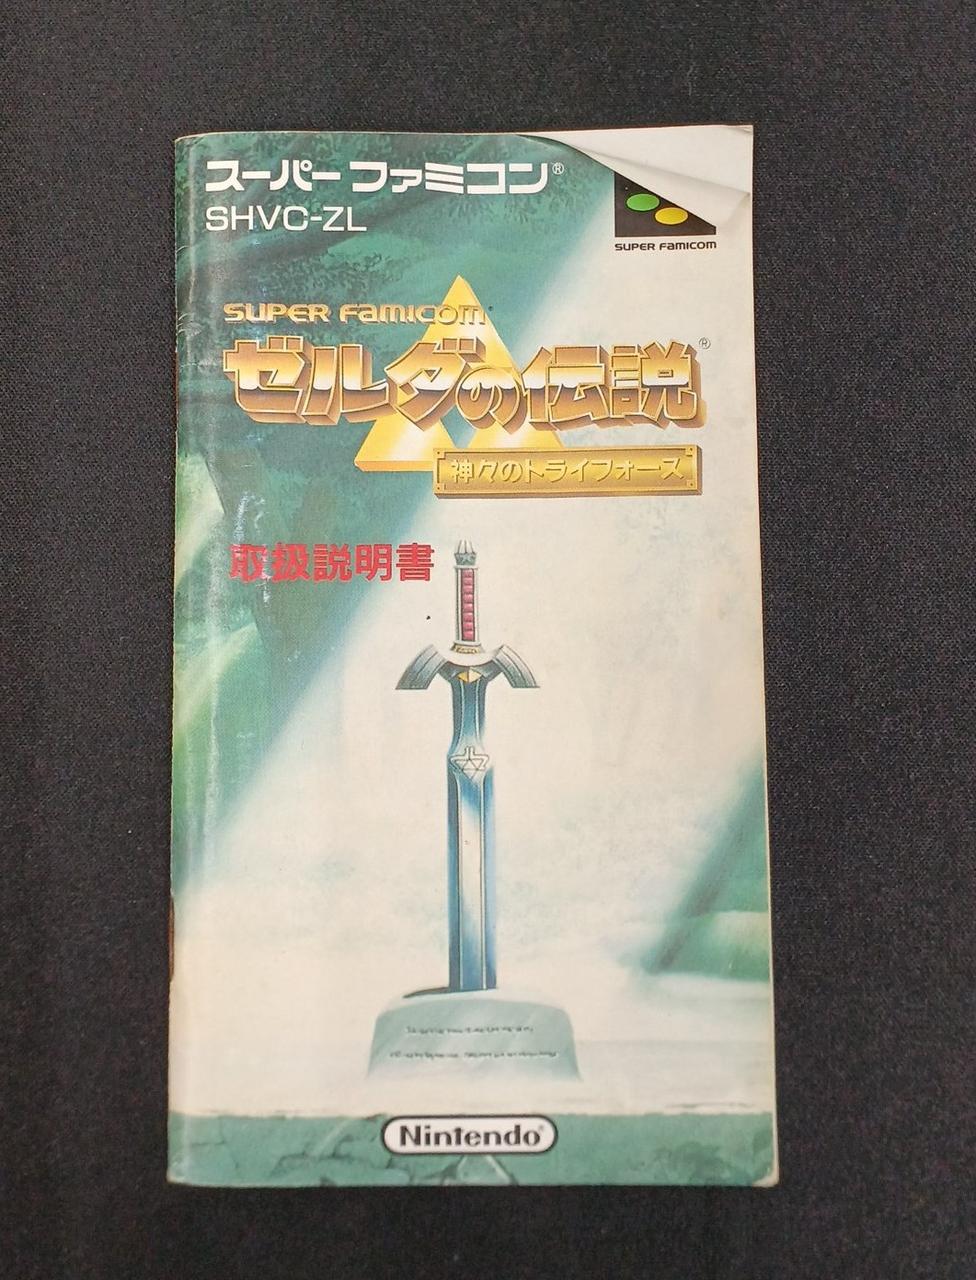 スーパーファミコン®
SHVC-ZL
SUPER FAMICOM
SUPER FAMICOM
ゼルダの伝説®
神々のトライフォース
取扱説明書
Nintendo®